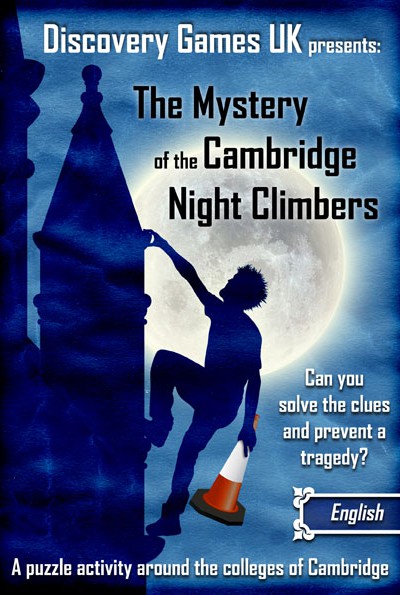 Discovery Games UK presents:
The Mystery
of the Cambridge
Night Climbers
Can you
solve the clues
and prevent a
tragedy?
English
A puzzle activity around the colleges of Cambridge